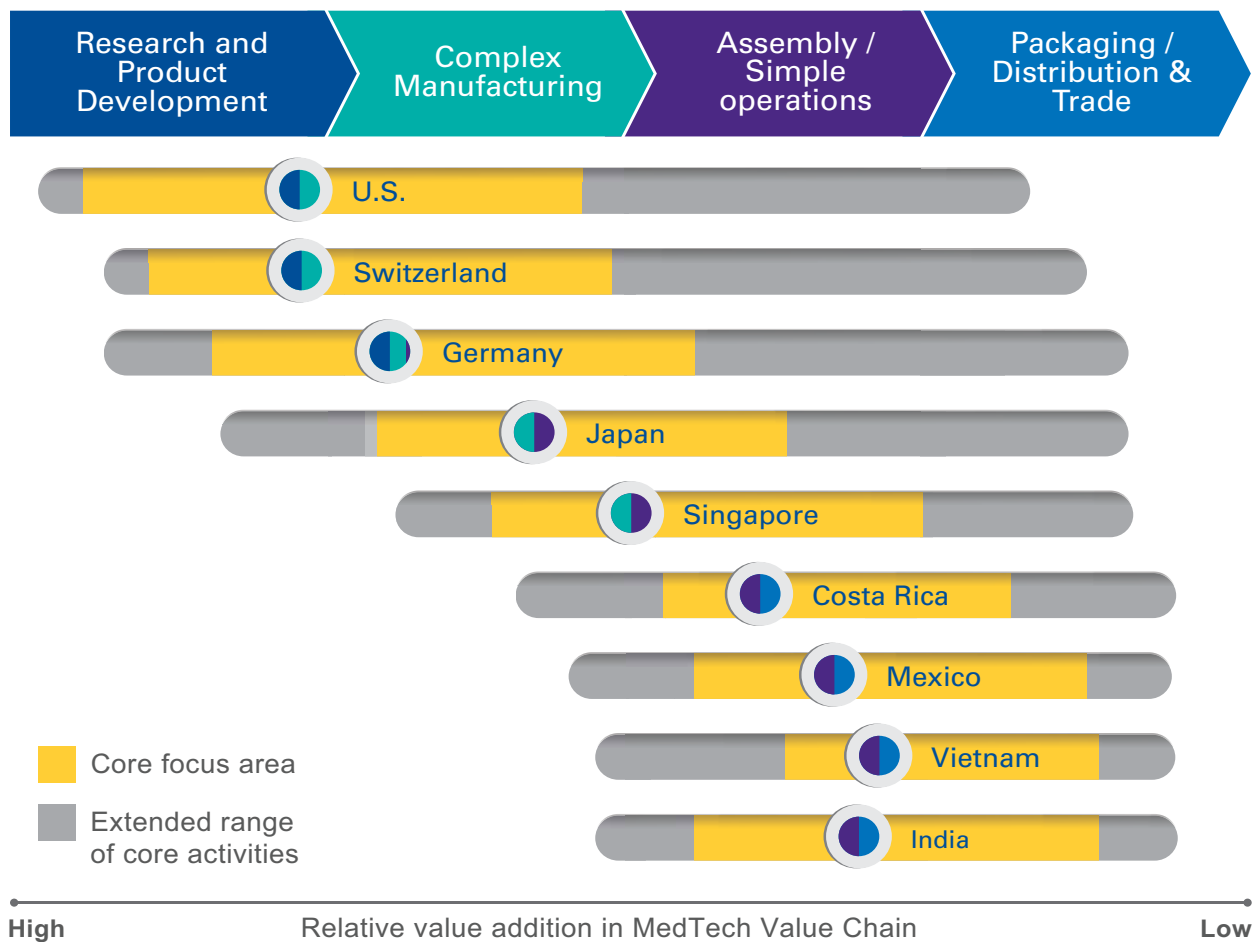 Research and
Product
Development
Complex
Manufacturing
Assembly /
Simple
operations
Packaging /
Distribution &
Trade
U.S.
Switzerland
Germany
Japan
Singapore
Costa Rica
Mexico
Vietnam
India
Core focus area
Extended range
of core activities
High
Relative value addition in MedTech Value Chain
Low